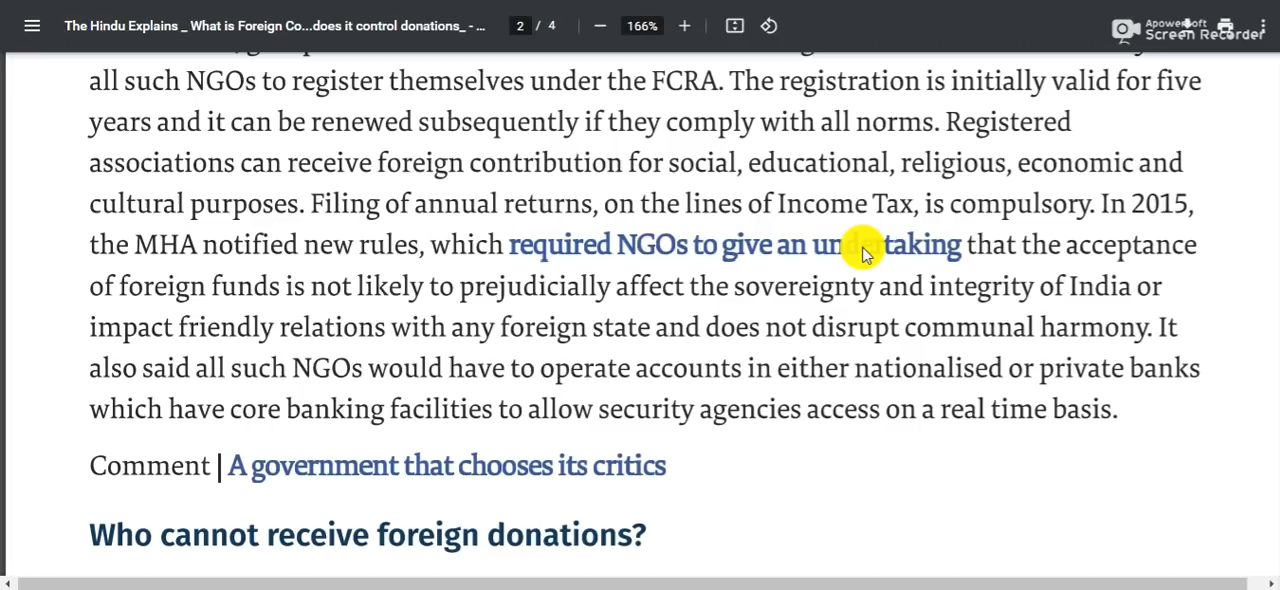 The Hindu Explains _ What is Foreign Co...does it control donations_ - ...
2 / 4
166%
Apowersoft
Screen Recorder
all such NGOs to register themselves under the FCRA. The registration is initially valid for five
years and it can be renewed subsequently if they comply with all norms. Registered
associations can receive foreign contribution for social, educational, religious, economic and
cultural purposes. Filing of annual returns, on the lines of Income Tax, is compulsory. In 2015,
the MHA notified new rules, which required NGOs to give an undertaking that the acceptance
of foreign funds is not likely to prejudicially affect the sovereignty and integrity of India or
impact friendly relations with any foreign state and does not disrupt communal harmony. It
also said all such NGOs would have to operate accounts in either nationalised or private banks
which have core banking facilities to allow security agencies access on a real time basis.
Comment | A government that chooses its critics
Who cannot receive foreign donations?